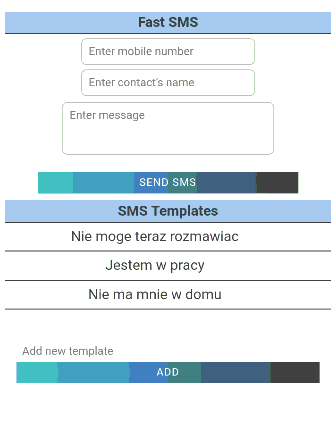 Fast SMS
Enter mobile number
Enter contact's name
Enter message
SEND SMS
SMS Templates
Nie moge teraz rozmawiac
Jestem w pracy
Nie ma mnie w domu
Add new template
ADD